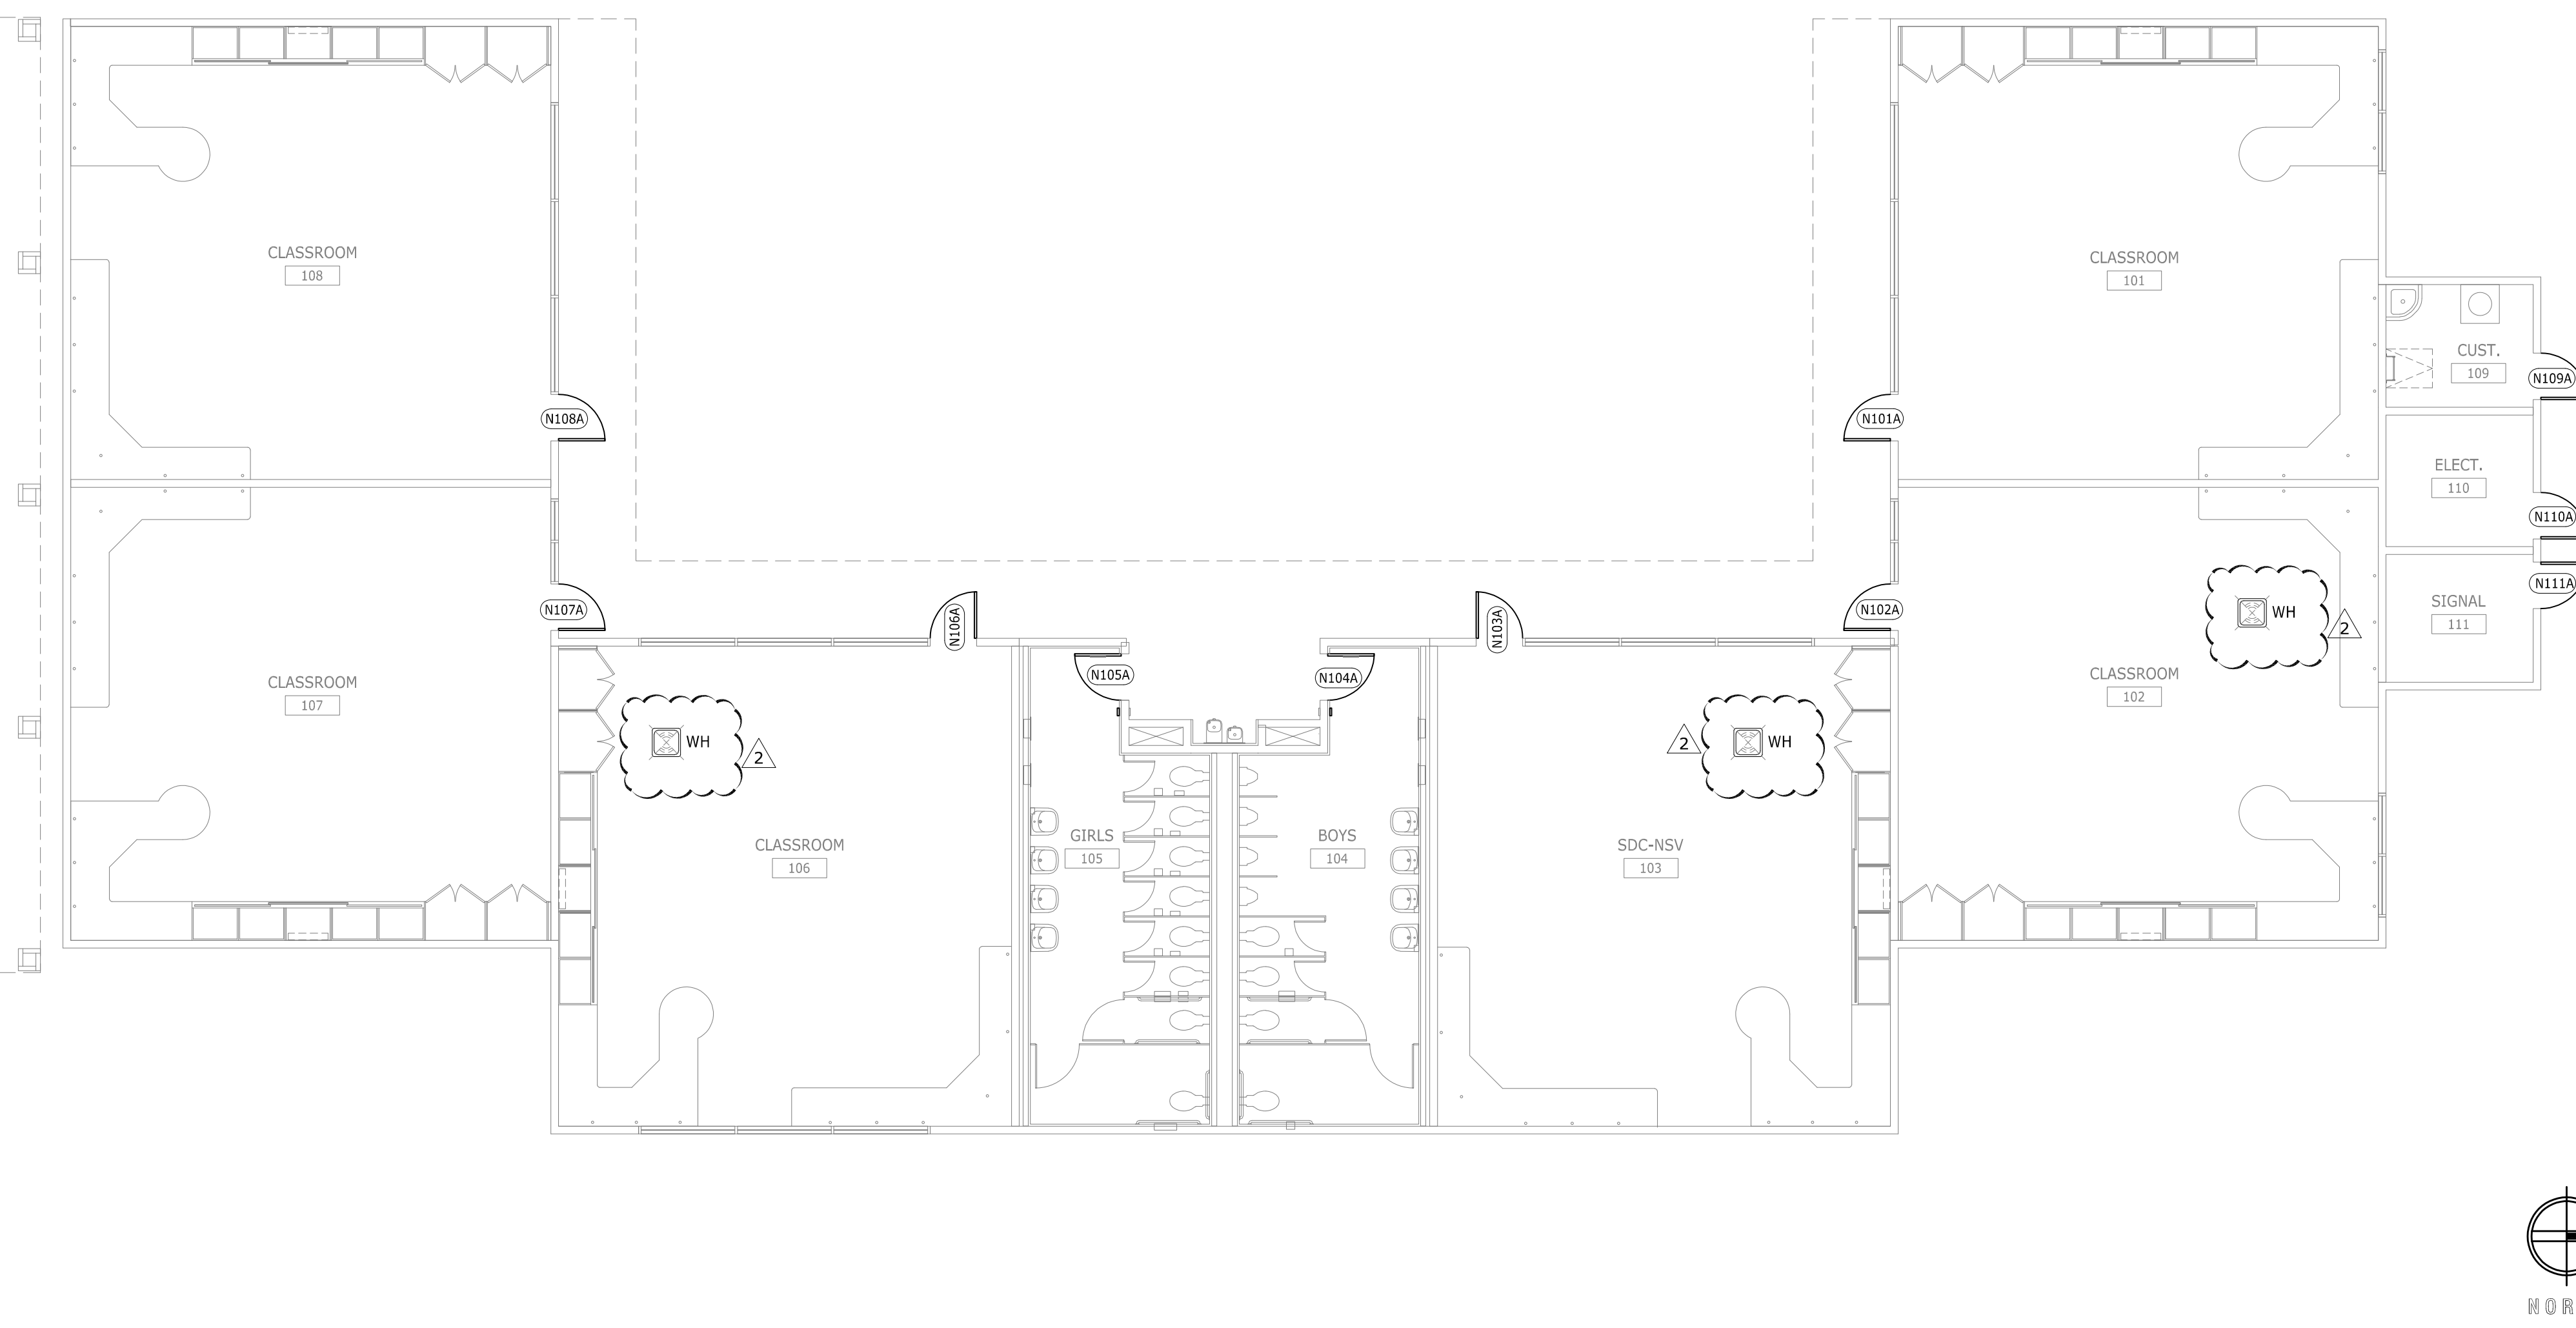 CLASSROOM
108
CLASSROOM
101
CUST.
109
N109A
N108A
N101A
ELECT.
110
N110A
N111A
SIGNAL
111
N107A
N106A
N103A
N102A
WH
2
N105A
N104A
CLASSROOM
107
CLASSROOM
102
WH
2
2
WH
CLASSROOM
106
GIRLS
105
BOYS
104
SDC-NSV
103
NOR